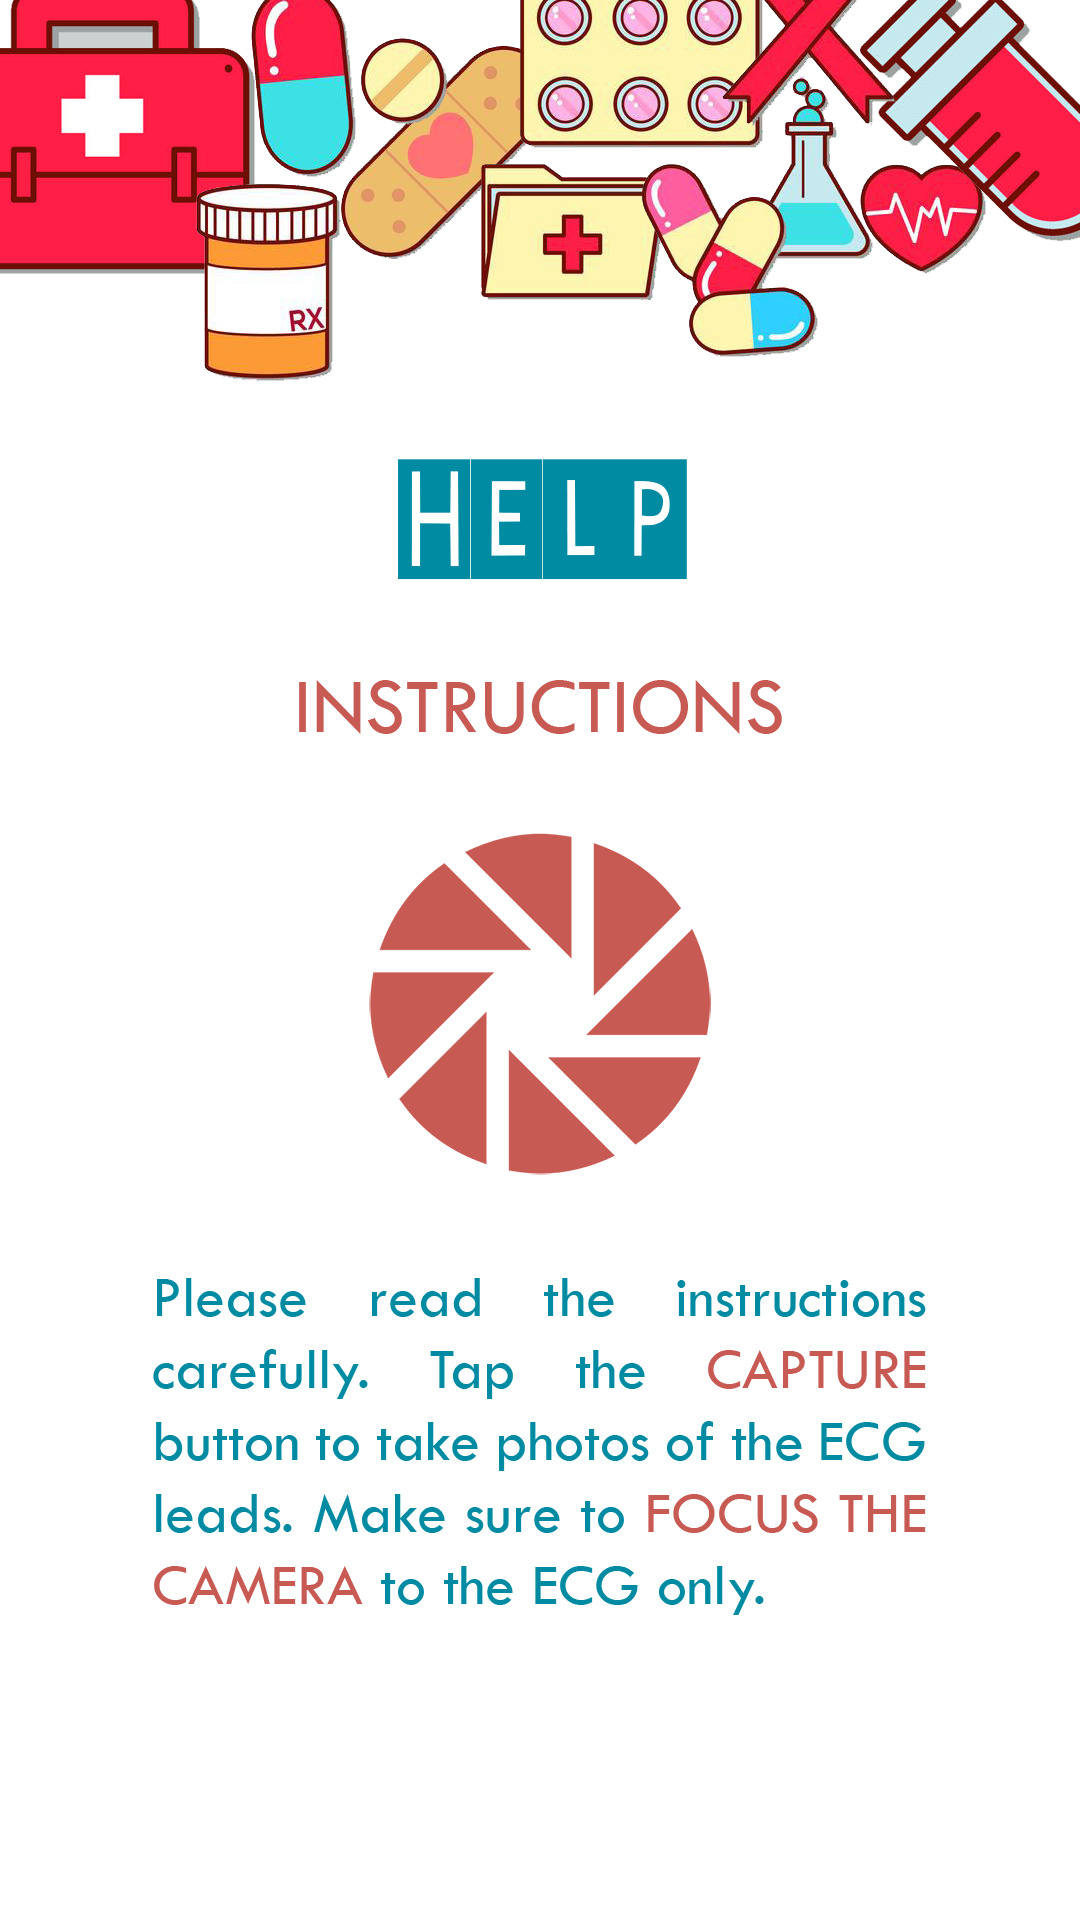 RX
HELP
INSTRUCTIONS
Please read the instructions
carefully. Tap the CAPTURE
button to take photos of the ECG
leads. Make sure to FOCUS THE
CAMERA to the ECG only.